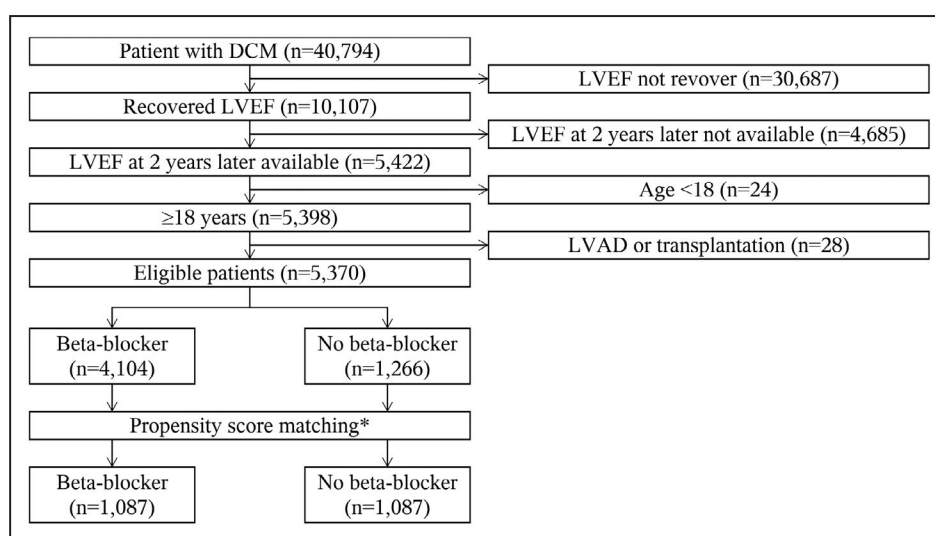 Patient with DCM (n=40,794)
LVEF not revover (n=30,687)
Recovered LVEF (n=10,107)
LVEF at 2 years later not available (n=4,685)
LVEF at 2 years later available (n=5,422)
Age <18 (n=24)
≥18 years (n=5,398)
LVAD or transplantation (n=28)
Eligible patients (n=5,370)
Beta-blocker
(n=4,104)
No beta-blocker
(n=1,266)
Propensity score matching*
Beta-blocker
(n=1,087)
No beta-blocker
(n=1,087)